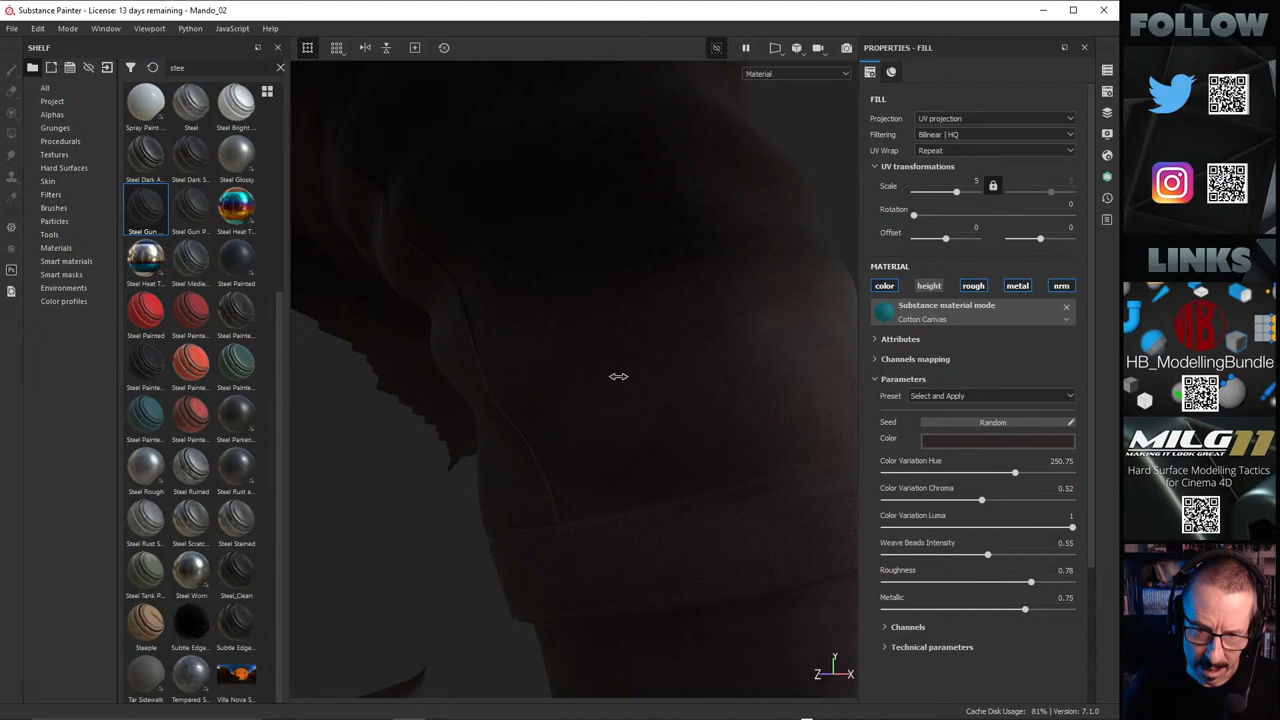 Substance Painter - License: 13 days remaining - Mando_02
File Edit Mode Window Viewport Python JavaScript Help
SHELF
stee
All
Project
Alphas
Grunges
Procedurals
Textures
Hard Surfaces
Skin
Filters
Brushes
Particles
Tools
Materials
Smart materials
Smart masks
Environments
Color profiles
Spray Paint ... Steel Steel Bright ...
Steel Dark A... Steel Dark S... Steel Glossy
Steel Gun ... Steel Gun P... Steel Heat T...
Steel Heat T... Steel Medie... Steel Painted
Steel Painted Steel Painte... Steel Painte...
Steel Painte... Steel Painte... Steel Painte...
Steel Painte... Steel Painte... Steel Parkeri...
Steel Rough Steel Ruined Steel Rust a...
Steel Rust S... Steel Scratc... Steel Stained
Steel Tank P... Steel Worn Steel_Clean
Steeple Subtle Edge... Subtle Edge...
Tar Sidewalk Tempered S... Villa Nova S...
Ps
Material
Y
Z X
PROPERTIES - FILL
FILL
Projection UV projection
Filtering Bilinear | HQ
UV Wrap Repeat
UV transformations
Scale 5 5
Rotation 0
Offset 0 0
MATERIAL
color height rough metal nrm
Substance material mode
Cotton Canvas
Attributes
Channels mapping
Parameters
Preset Select and Apply
Seed Random
Color
Color Variation Hue 250.75
Color Variation Chroma 0.52
Color Variation Luma 1
Weave Beads Intensity 0.55
Roughness 0.78
Metallic 0.75
Channels
Technical parameters
Cache Disk Usage: 81% | Version: 7.1.0
FOLLOW
LINKS
HB
HB_ModellingBundle
MILG11
MAKING IT LOOK GREAT
Hard Surface Modelling Tactics
for Cinema 4D